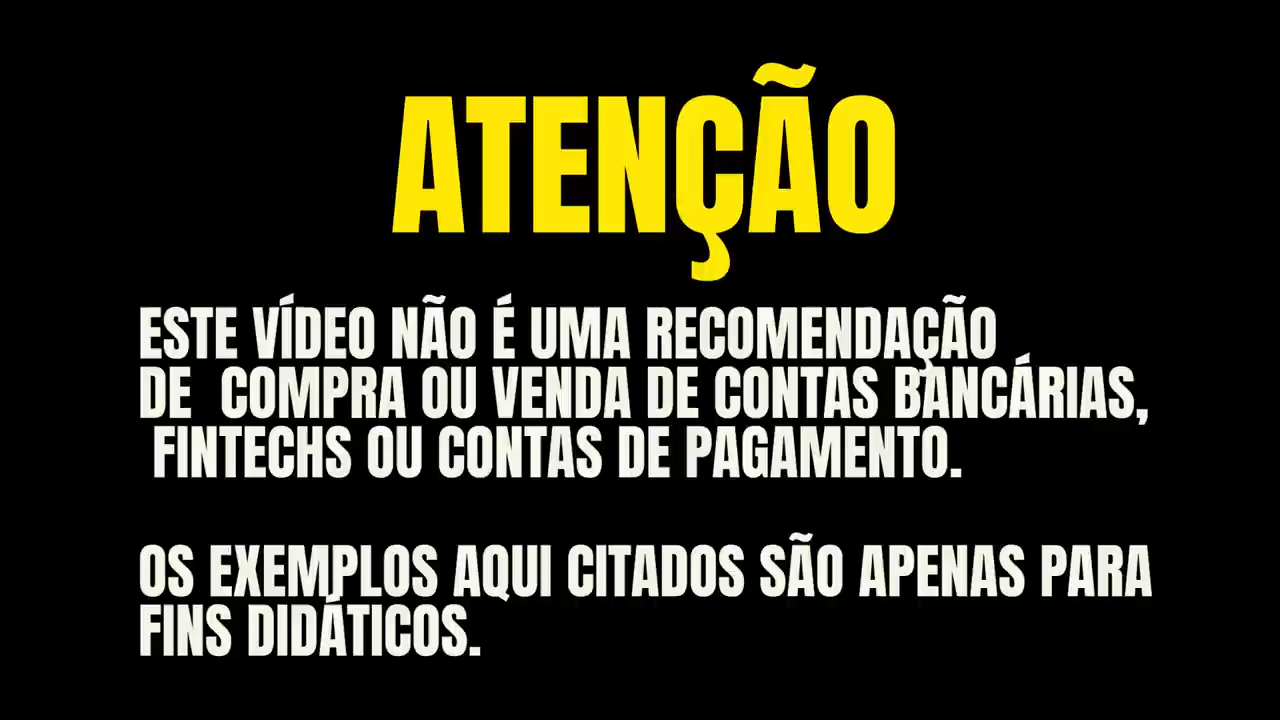 ATENÇÃO
ESTE VÍDEO NÃO É UMA RECOMENDAÇÃO
DE COMPRA OU VENDA DE CONTAS BANCÁRIAS,
FINTECHS OU CONTAS DE PAGAMENTO.
OS EXEMPLOS AQUI CITADOS SÃO APENAS PARA
FINS DIDÁTICOS.